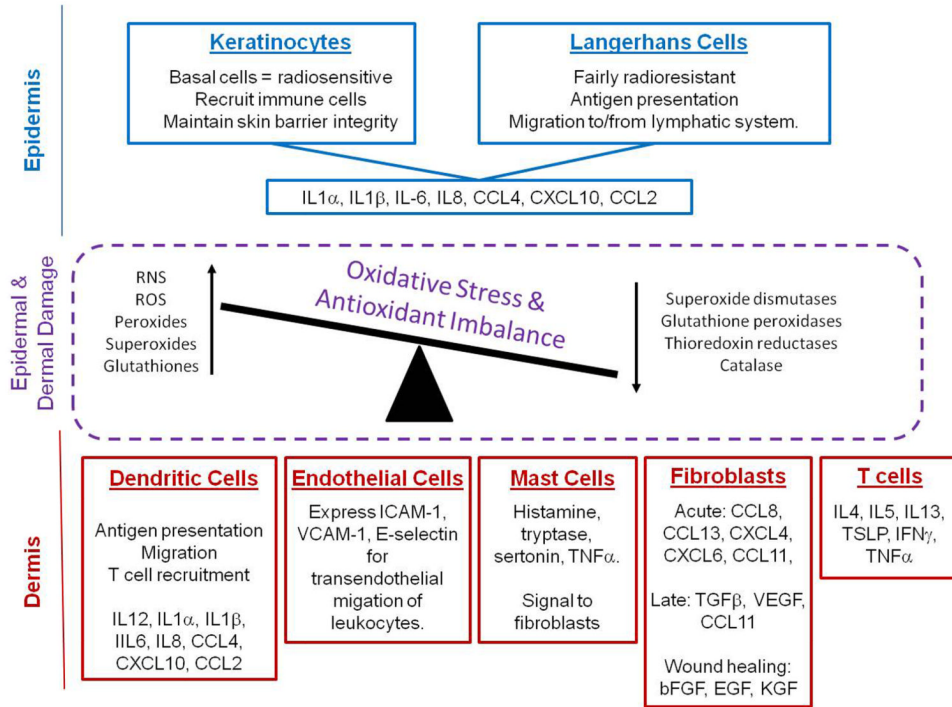 Epidermis
Keratinocytes
Basal cells = radiosensitive
Recruit immune cells
Maintain skin barrier integrity
Langerhans Cells
Fairly radioresistant
Antigen presentation
Migration to/from lymphatic system.
IL1α, IL1β, IL-6, IL8, CCL4, CXCL10, CCL2
Epidermal &
Dermal Damage
RNS
ROS
Peroxides
Superoxides
Glutathiones
Oxidative Stress &
Antioxidant Imbalance
Superoxide dismutases
Glutathione peroxidases
Thioredoxin reductases
Catalase
Dermis
Dendritic Cells
Antigen presentation
Migration
T cell recruitment
IL12, IL1α, IL1β,
IIL6, IL8, CCL4,
CXCL10, CCL2
Endothelial Cells
Express ICAM-1,
VCAM-1, E-selectin
for
transendothelial
migation of
leukocytes.
Mast Cells
Histamine,
tryptase,
sertonin, TNFα.
Signal to
fibroblasts
Fibroblasts
Acute: CCL8,
CCL13, CXCL4,
CXCL6, CCL11,
Late: TGFβ, VEGF,
CCL11
Wound healing:
bFGF, EGF, KGF
T cells
IL4, IL5, IL13,
TSLP, IFNγ,
TNFα